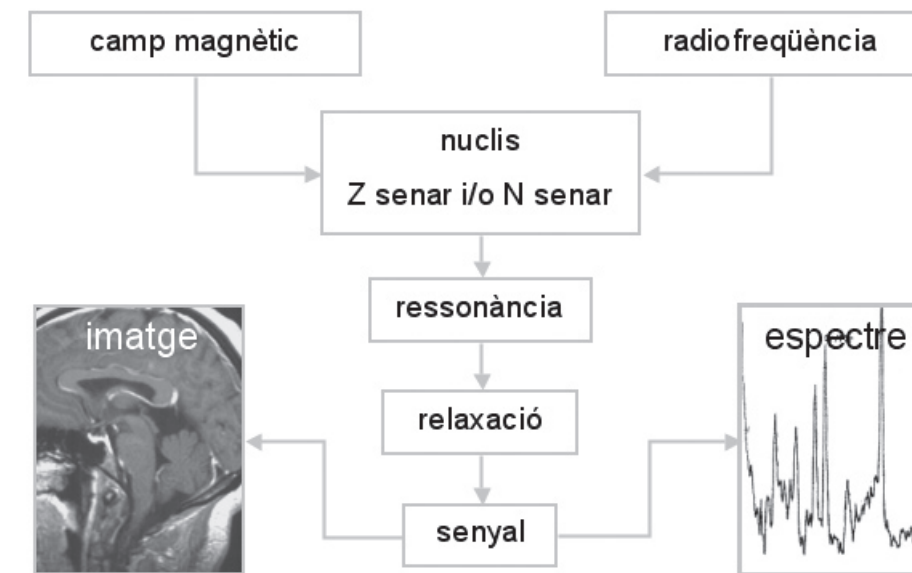 camp magnètic
radiofreqüència
nuclis
Z senar i/o N senar
ressonància
imatge
espectre
relaxació
senyal